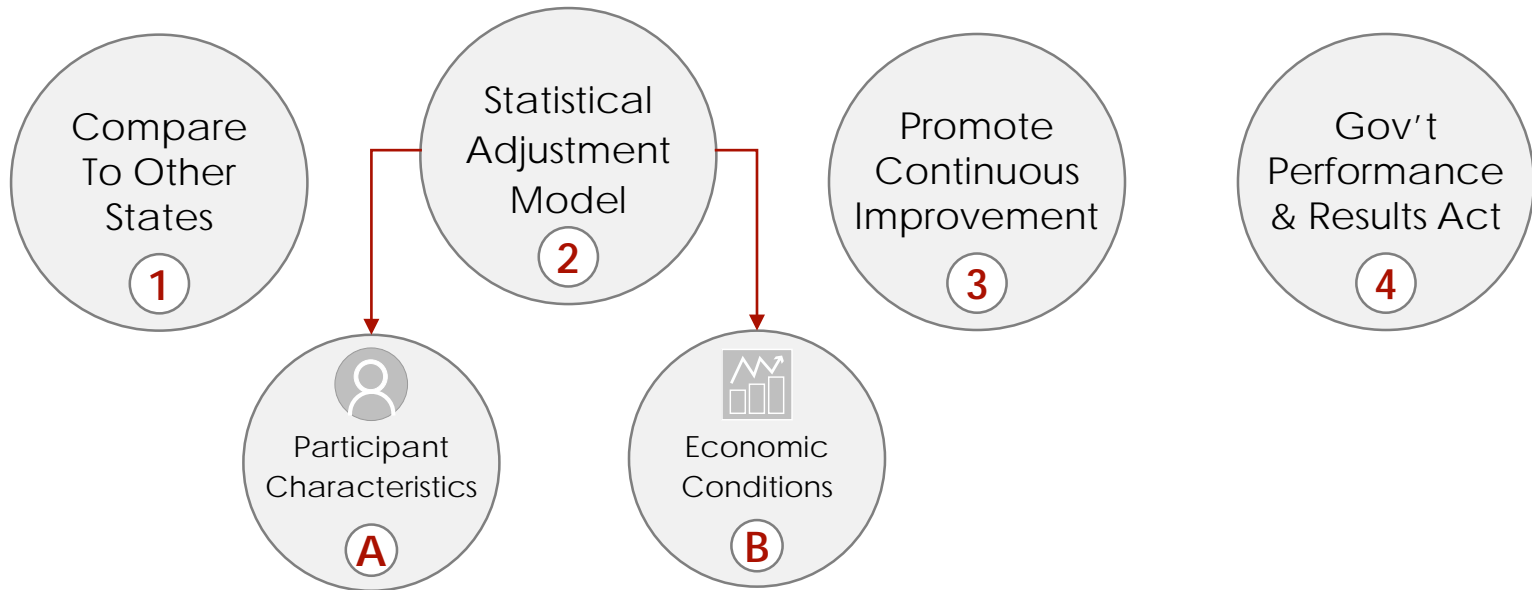 Compare
To Other
States
1
Statistical
Adjustment
Model
2
Promote
Continuous
Improvement
3
Gov't
Performance
& Results Act
4
Participant
Characteristics
A
Economic
Conditions
B